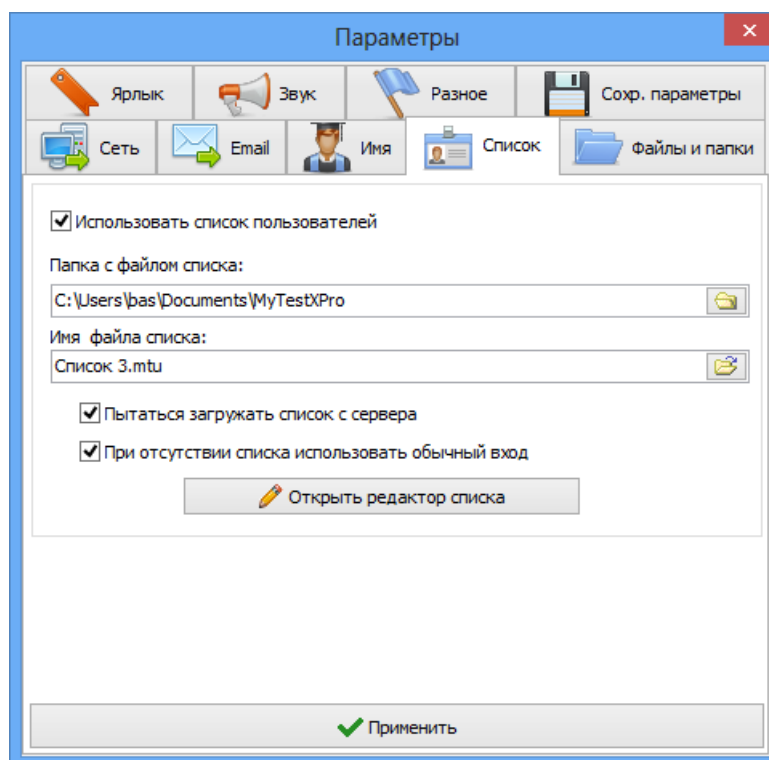 Параметры
Ярлык Звук Разное Сохр. параметры
Сеть Email Имя Список Файлы и папки
Использовать список пользователей
Папка с файлом списка:
C:\Users\bas\Documents\MyTestXPro
Имя файла списка:
Список 3.mtu
Пытаться загружать список с сервера
При отсутствии списка использовать обычный вход
Открыть редактор списка
Применить